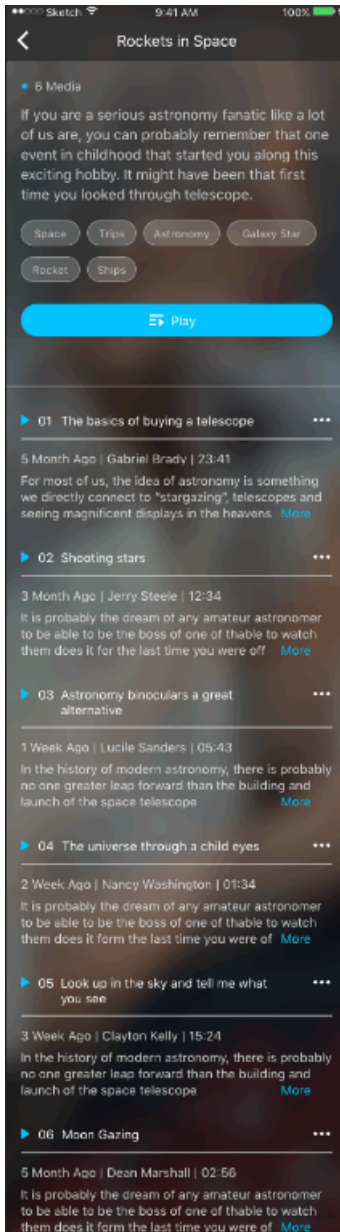 Sketch 9:41 AM 100%
Rockets in Space
6 Media
If you are a serious astronomy fanatic like a lot
of us are, you can probably remember that one
event in childhood that started you along this
exciting hobby. It might have been that first
time you looked through telescope.
Space Trips Astronomy Galaxy Star
Rocket Ships
Play
01 The basics of buying a telescope
5 Month Ago | Gabriel Brady | 23:41
For most of us, the idea of astronomy is something
we directly connect to “stargazing”, telescopes and
seeing magnificent displays in the heavens More
02 Shooting stars
3 Month Ago | Jerry Steele | 12:34
It is probably the dream of any amateur astronomer
to be able to be the boss of one of thable to watch
them does it for the last time you were off More
03 Astronomy binoculars a great
alternative
1 Week Ago | Lucile Sanders | 05:43
In the history of modern astronomy, there is probably
no one greater leap forward than the building and
launch of the space telescope More
04 The universe through a child eyes
2 Week Ago | Nancy Washington | 01:34
It is probably the dream of any amateur astronomer
to be able to be the boss of one of thable to watch
them does it form the last time you were of More
05 Look up in the sky and tell me what
you see
3 Week Ago | Clayton Kelly | 15:24
In the history of modern astronomy, there is probably
no one greater leap forward than the building and
launch of the space telescope More
06 Moon Gazing
5 Month Ago | Dean Marshall | 02:56
It is probably the dream of any amateur astronomer
to be able to be the boss of one of thable to watch
them does it form the last time you were of More